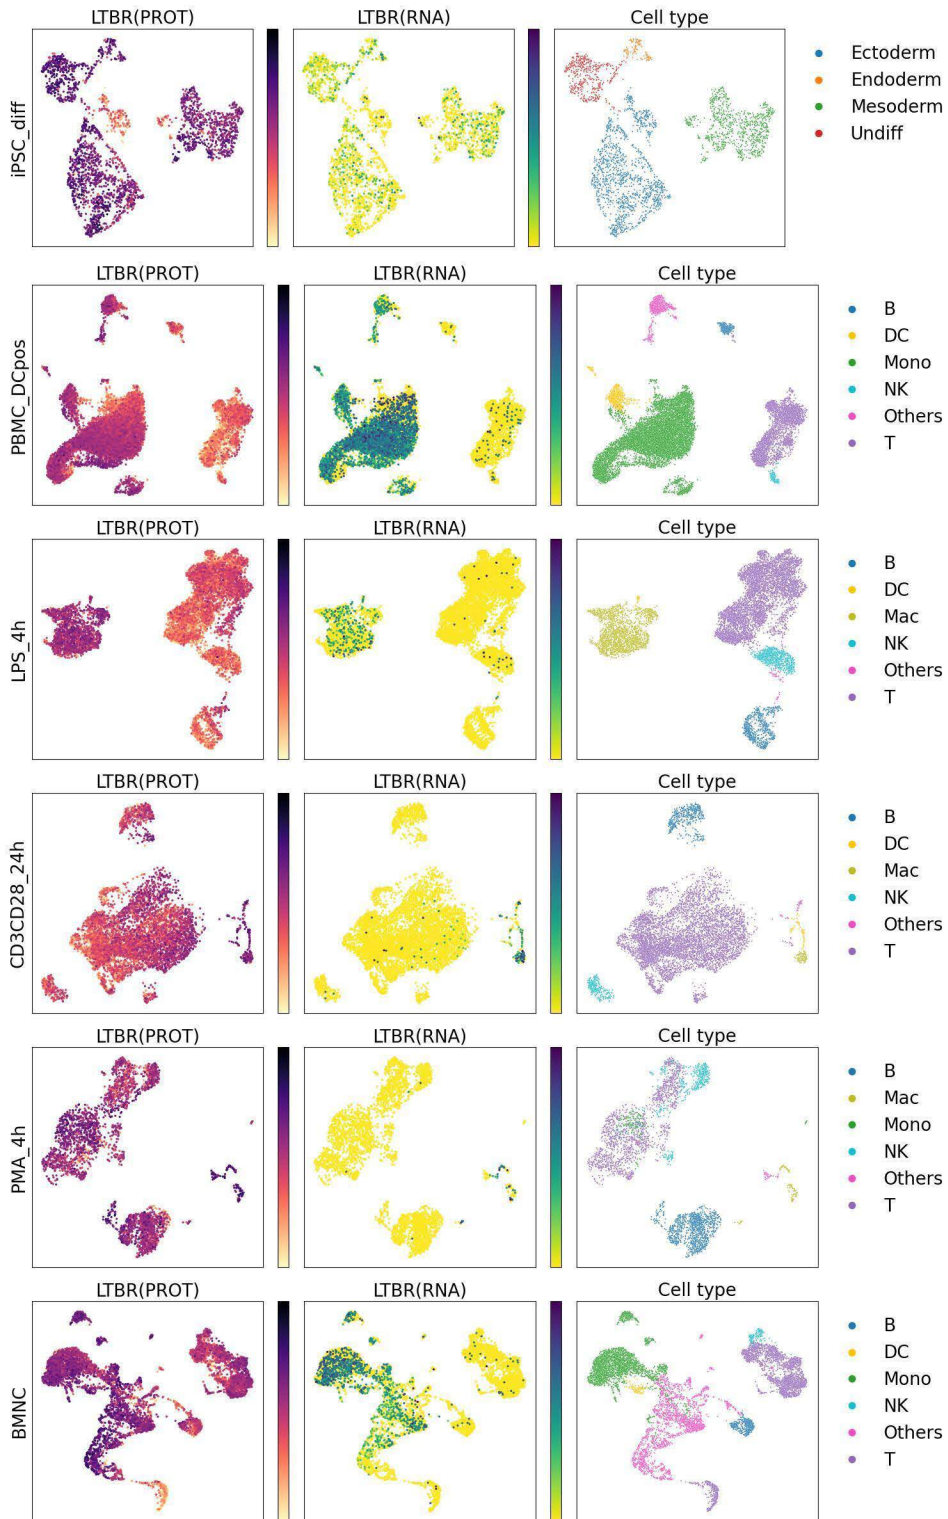 LTBR(PROT) LTBR(RNA) Cell type
iPSC_diff
Ectoderm
Endoderm
Mesoderm
Undiff
LTBR(PROT) LTBR(RNA) Cell type
PBMC_DCpos
B
DC
Mono
NK
Others
T
LTBR(PROT) LTBR(RNA) Cell type
LPS_4h
B
DC
Mac
NK
Others
T
LTBR(PROT) LTBR(RNA) Cell type
CD3CD28_24h
B
DC
Mac
NK
Others
T
LTBR(PROT) LTBR(RNA) Cell type
PMA_4h
B
Mac
Mono
NK
Others
T
LTBR(PROT) LTBR(RNA) Cell type
BMNC
B
DC
Mono
NK
Others
T